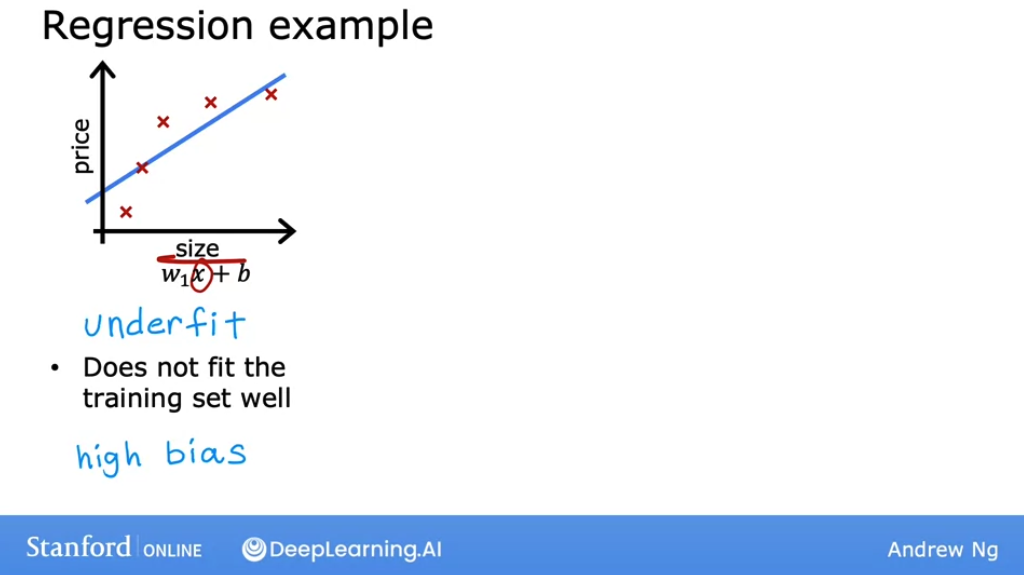 Regression example
price
size
w₁x + b
underfit
• Does not fit the
training set well
high bias
Stanford ONLINE DeepLearning.AI Andrew Ng